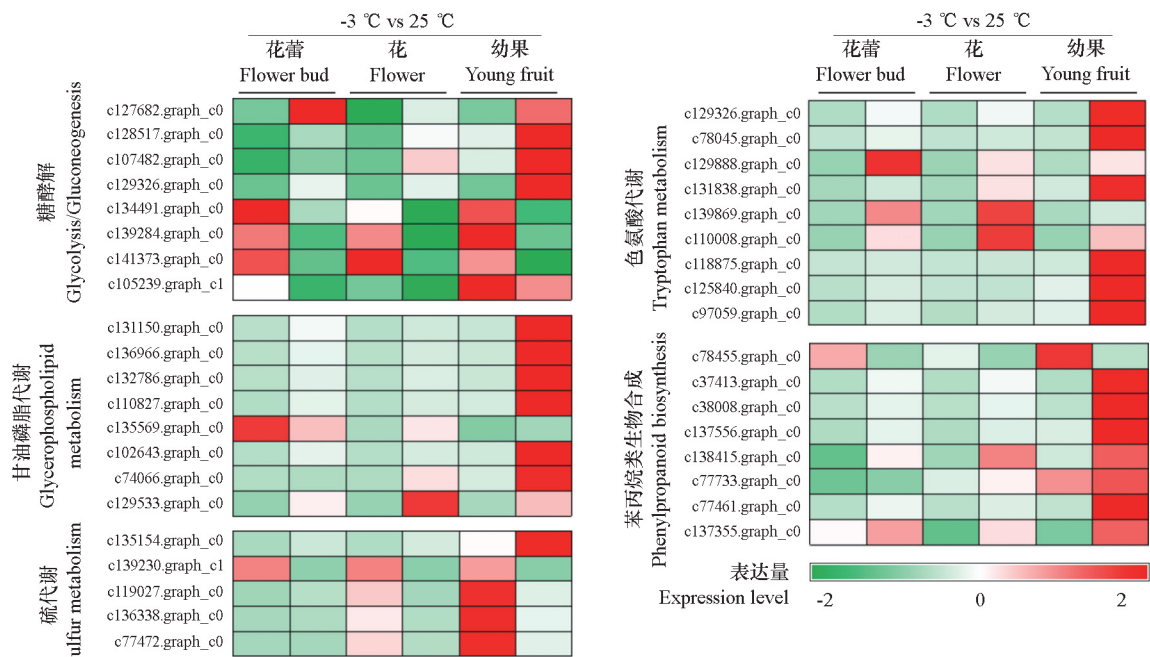 -3 ℃ vs 25 ℃
花蕾 花 幼果
Flower bud Flower Young fruit
糖酵解
Glycolysis/Gluconeogenesis
c127682.graph_c0
c128517.graph_c0
c107482.graph_c0
c129326.graph_c0
c134491.graph_c0
c139284.graph_c0
c141373.graph_c0
c105239.graph_c1
甘油磷脂代谢
Glycerophospholipid
metabolism
c131150.graph_c0
c136966.graph_c0
c132786.graph_c0
c110827.graph_c0
c135569.graph_c0
c102643.graph_c0
c74066.graph_c0
c129533.graph_c0
硫代谢
ulfur metabolism
c135154.graph_c0
c139230.graph_c1
c119027.graph_c0
c136338.graph_c0
c77472.graph_c0
-3 ℃ vs 25 ℃
花蕾 花 幼果
Flower bud Flower Young fruit
色氨酸代谢
Tryptophan metabolism
c129326.graph_c0
c78045.graph_c0
c129888.graph_c0
c131838.graph_c0
c139869.graph_c0
c110008.graph_c0
c118875.graph_c0
c125840.graph_c0
c97059.graph_c0
苯丙烷类生物合成
Phenylpropanoid biosynthesis
c78455.graph_c0
c37413.graph_c0
c38008.graph_c0
c137556.graph_c0
c138415.graph_c0
c77733.graph_c0
c77461.graph_c0
c137355.graph_c0
表达量
Expression level
-2 0 2